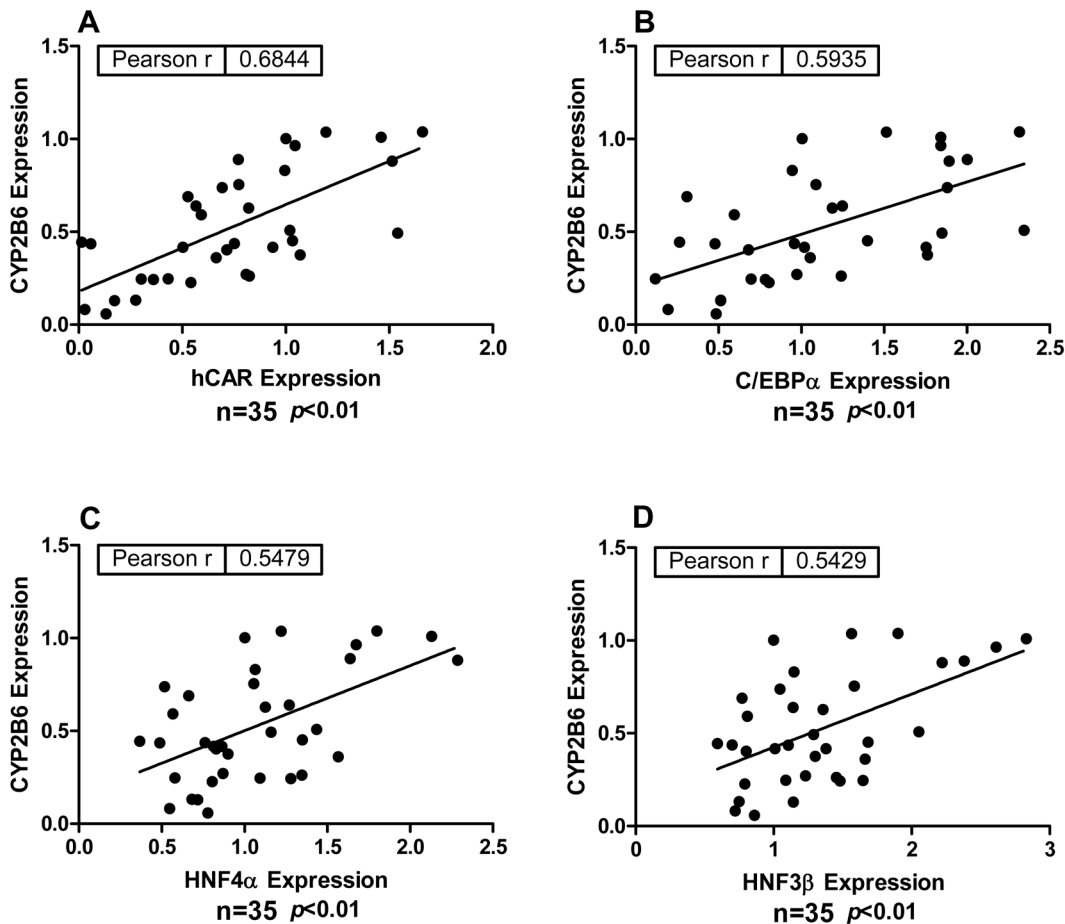 A
Pearson r 0.6844
CYP2B6 Expression
1.5
1.0
0.5
0.0
0.0 0.5 1.0 1.5 2.0
hCAR Expression
n=35 p<0.01
B
Pearson r 0.5935
CYP2B6 Expression
1.5
1.0
0.5
0.0
0.0 0.5 1.0 1.5 2.0 2.5
C/EBPα Expression
n=35 p<0.01
C
Pearson r 0.5479
CYP2B6 Expression
1.5
1.0
0.5
0.0
0.0 0.5 1.0 1.5 2.0 2.5
HNF4α Expression
n=35 p<0.01
D
Pearson r 0.5429
CYP2B6 Expression
1.5
1.0
0.5
0.0
0 1 2 3
HNF3β Expression
n=35 p<0.01